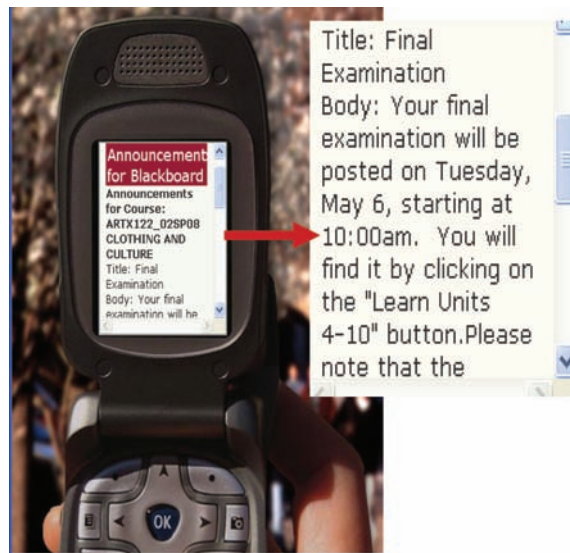 Announcement
for Blackboard
Announcements
for Course:
ARTX122_02SP08
CLOTHING AND
CULTURE
Title: Final
Examination
Body: Your final
examination will be
OK
Title: Final
Examination
Body: Your final
examination will be
posted on Tuesday,
May 6, starting at
10:00am. You will
find it by clicking on
the "Learn Units
4-10" button.Please
note that the